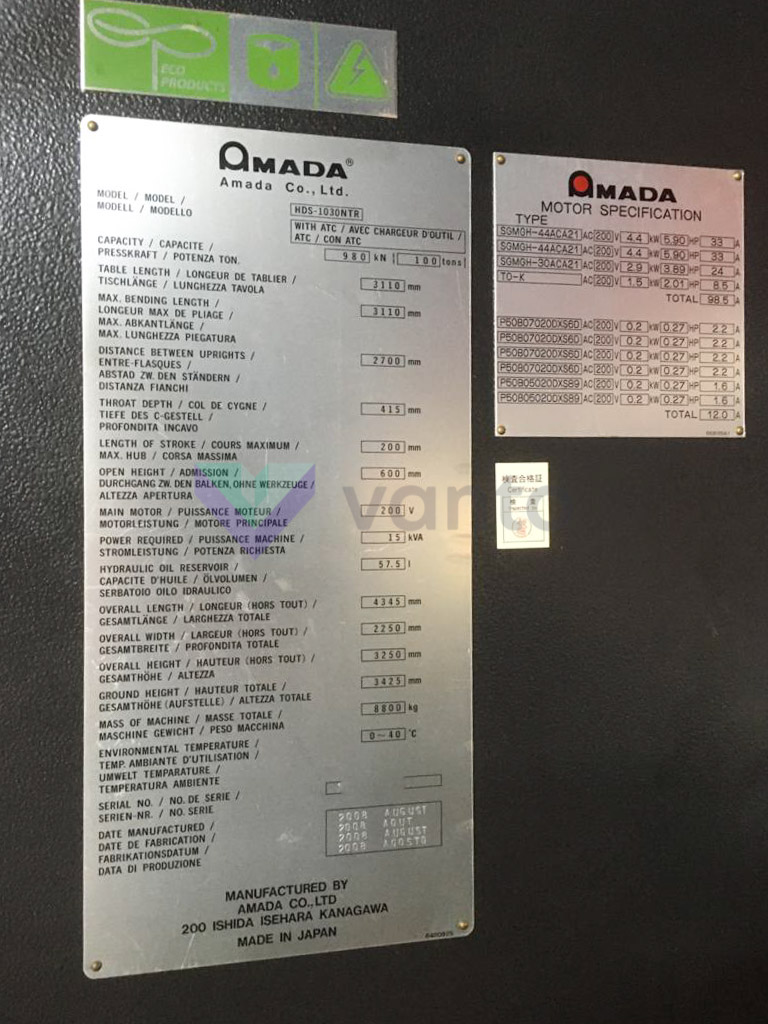 ECO
PRODUCTS
AMADA®
Amada Co., Ltd.
MODEL / MODEL /
MODELL / MODELLO
HDS-1030NTR
WITH ATC / AVEC CHARGEUR D'OUTIL /
ATC / CON ATC
CAPACITY / CAPACITE /
PRESSKRAFT / POTENZA TON.
980 kN ( 100 tons)
TABLE LENGTH / LONGEUR DE TABLIER /
TISCHLÄNGE / LUNGHEZZA TAVOLA
3110 mm
MAX. BENDING LENGTH /
LONGEUR MAX DE PLIAGE /
MAX. ABKANTLÄNGE /
MAX. LUNGHEZZA PIEGATURA
3110 mm
DISTANCE BETWEEN UPRIGHTS /
ENTRE-FLASQUES /
ABSTAD ZW. DEN STÄNDERN /
DISTANZA FIANCHI
2700 mm
THROAT DEPTH / COL DE CYGNE /
TIEFE DES C-GESTELL /
PROFONDITA INCAVO
415 mm
LENGTH OF STROKE / COURS MAXIMUM /
MAX. HUB / CORSA MASSIMA
200 mm
OPEN HEIGHT / ADMISSION /
DURCHGANG ZW. DEN BALKEN, OHNE WERKZEUGE /
ALTEZZA APERTURA
600 mm
MAIN MOTOR / PUISSANCE MOTEUR /
MOTORLEISTUNG / MOTORE PRINCIPALE
200 V
POWER REQUIRED / PUISSANCE MACHINE /
STROMLEISTUNG / POTENZA RICHIESTA
15 kVA
HYDRAULIC OIL RESERVOIR /
CAPACITE D'HUILE / ÖLVOLUMEN /
SERBATOIO OILO IDRAULICO
57.5 l
OVERALL LENGTH / LONGEUR (HORS TOUT) /
GESAMTLÄNGE / LARGHEZZA TOTALE
4345 mm
OVERALL WIDTH / LARGEUR (HORS TOUT) /
GESAMTBREITE / PROFONDITA TOTALE
2250 mm
OVERALL HEIGHT / HAUTEUR (HORS TOUT) /
GESAMTHÖHE / ALTEZZA
3250 mm
GROUND HEIGHT / HAUTEUR TOTALE /
GESAMTHÖHE (AUFSTELLE) / ALTEZZA TOTALE
3425 mm
MASS OF MACHINE / MASSE TOTALE /
MASCHINE GEWICHT / PESO MACCHINA
8800 kg
ENVIRONMENTAL TEMPERATURE /
TEMP. AMBIANTE D'UTILISATION /
UMWELT TEMPARATURE /
TEMPERATURA AMBIENTE
0~40 °C
SERIAL NO. / NO. DE SERIE /
SERIEN-NR. / NO. SERIE
DATE MANUFACTURED /
DATE DE FABRICATION /
FABRIKATIONSDATUM /
DATA DI PRODUZIONE
2008 AUGUST
2008 AOUT
2008 AUGUST
2008 AGOSTO
MANUFACTURED BY
AMADA CO.,LTD
200 ISHIDA ISEHARA KANAGAWA
MADE IN JAPAN
AMADA
MOTOR SPECIFICATION
TYPE
SGMGH-44ACA21 AC 200 V 4.4 kW 5.90 HP 33 A
SGMGH-44ACA21 AC 200 V 4.4 kW 5.90 HP 33 A
SGMGH-30ACA21 AC 200 V 2.9 kW 3.89 HP 24 A
TO-K AC 200 V 1.5 kW 2.01 HP 8.5 A
TOTAL 98.5 A
P50B07020DXS6D AC 200 V 0.2 kW 0.27 HP 2.2 A
P50B07020DXS6D AC 200 V 0.2 kW 0.27 HP 2.2 A
P50B07020DXS6D AC 200 V 0.2 kW 0.27 HP 2.2 A
P50B07020DXS6D AC 200 V 0.2 kW 0.27 HP 2.2 A
P50B05020DXS89 AC 200 V 0.2 kW 0.27 HP 1.6 A
P50B05020DXS89 AC 200 V 0.2 kW 0.27 HP 1.6 A
TOTAL 12.0 A
検査合格証
Certificate
検 査
Inspected by